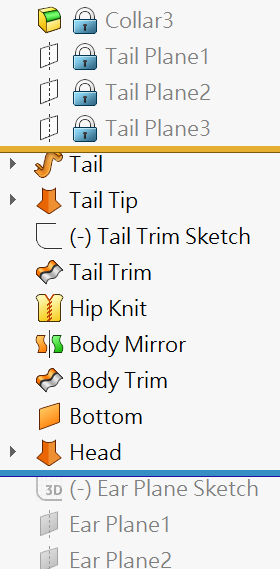 Collar3
Tail Plane1
Tail Plane2
Tail Plane3
Tail
Tail Tip
(-) Tail Trim Sketch
Tail Trim
Hip Knit
Body Mirror
Body Trim
Bottom
Head
3D (-) Ear Plane Sketch
Ear Plane1
Ear Plane2